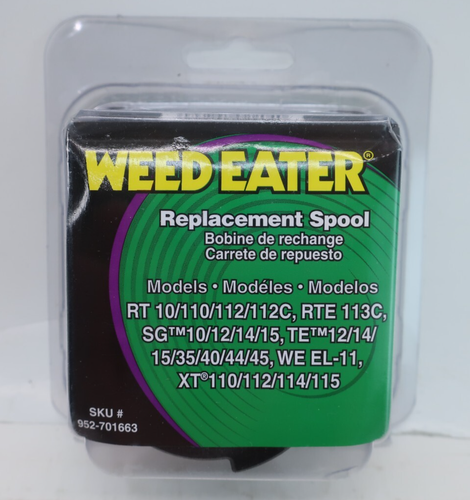 WEED EATER®
Replacement Spool
Bobine de rechange
Carrete de repuesto
Models • Modéles • Modelos
RT 10/110/112/112C, RTE 113C,
SG™10/12/14/15, TE™12/14/
15/35/40/44/45, WE EL-11,
XT®110/112/114/115
SKU #
952-701663